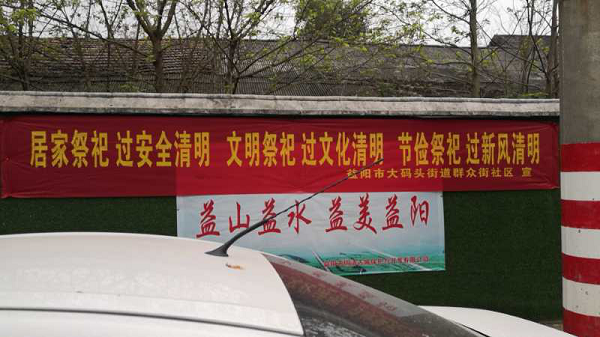 居家祭祀 过安全清明 文明祭祀 过文化清明 节俭祭祀 过新风清明
益阳市大码头街道群众街社区 宣
益山益水 益美益阳